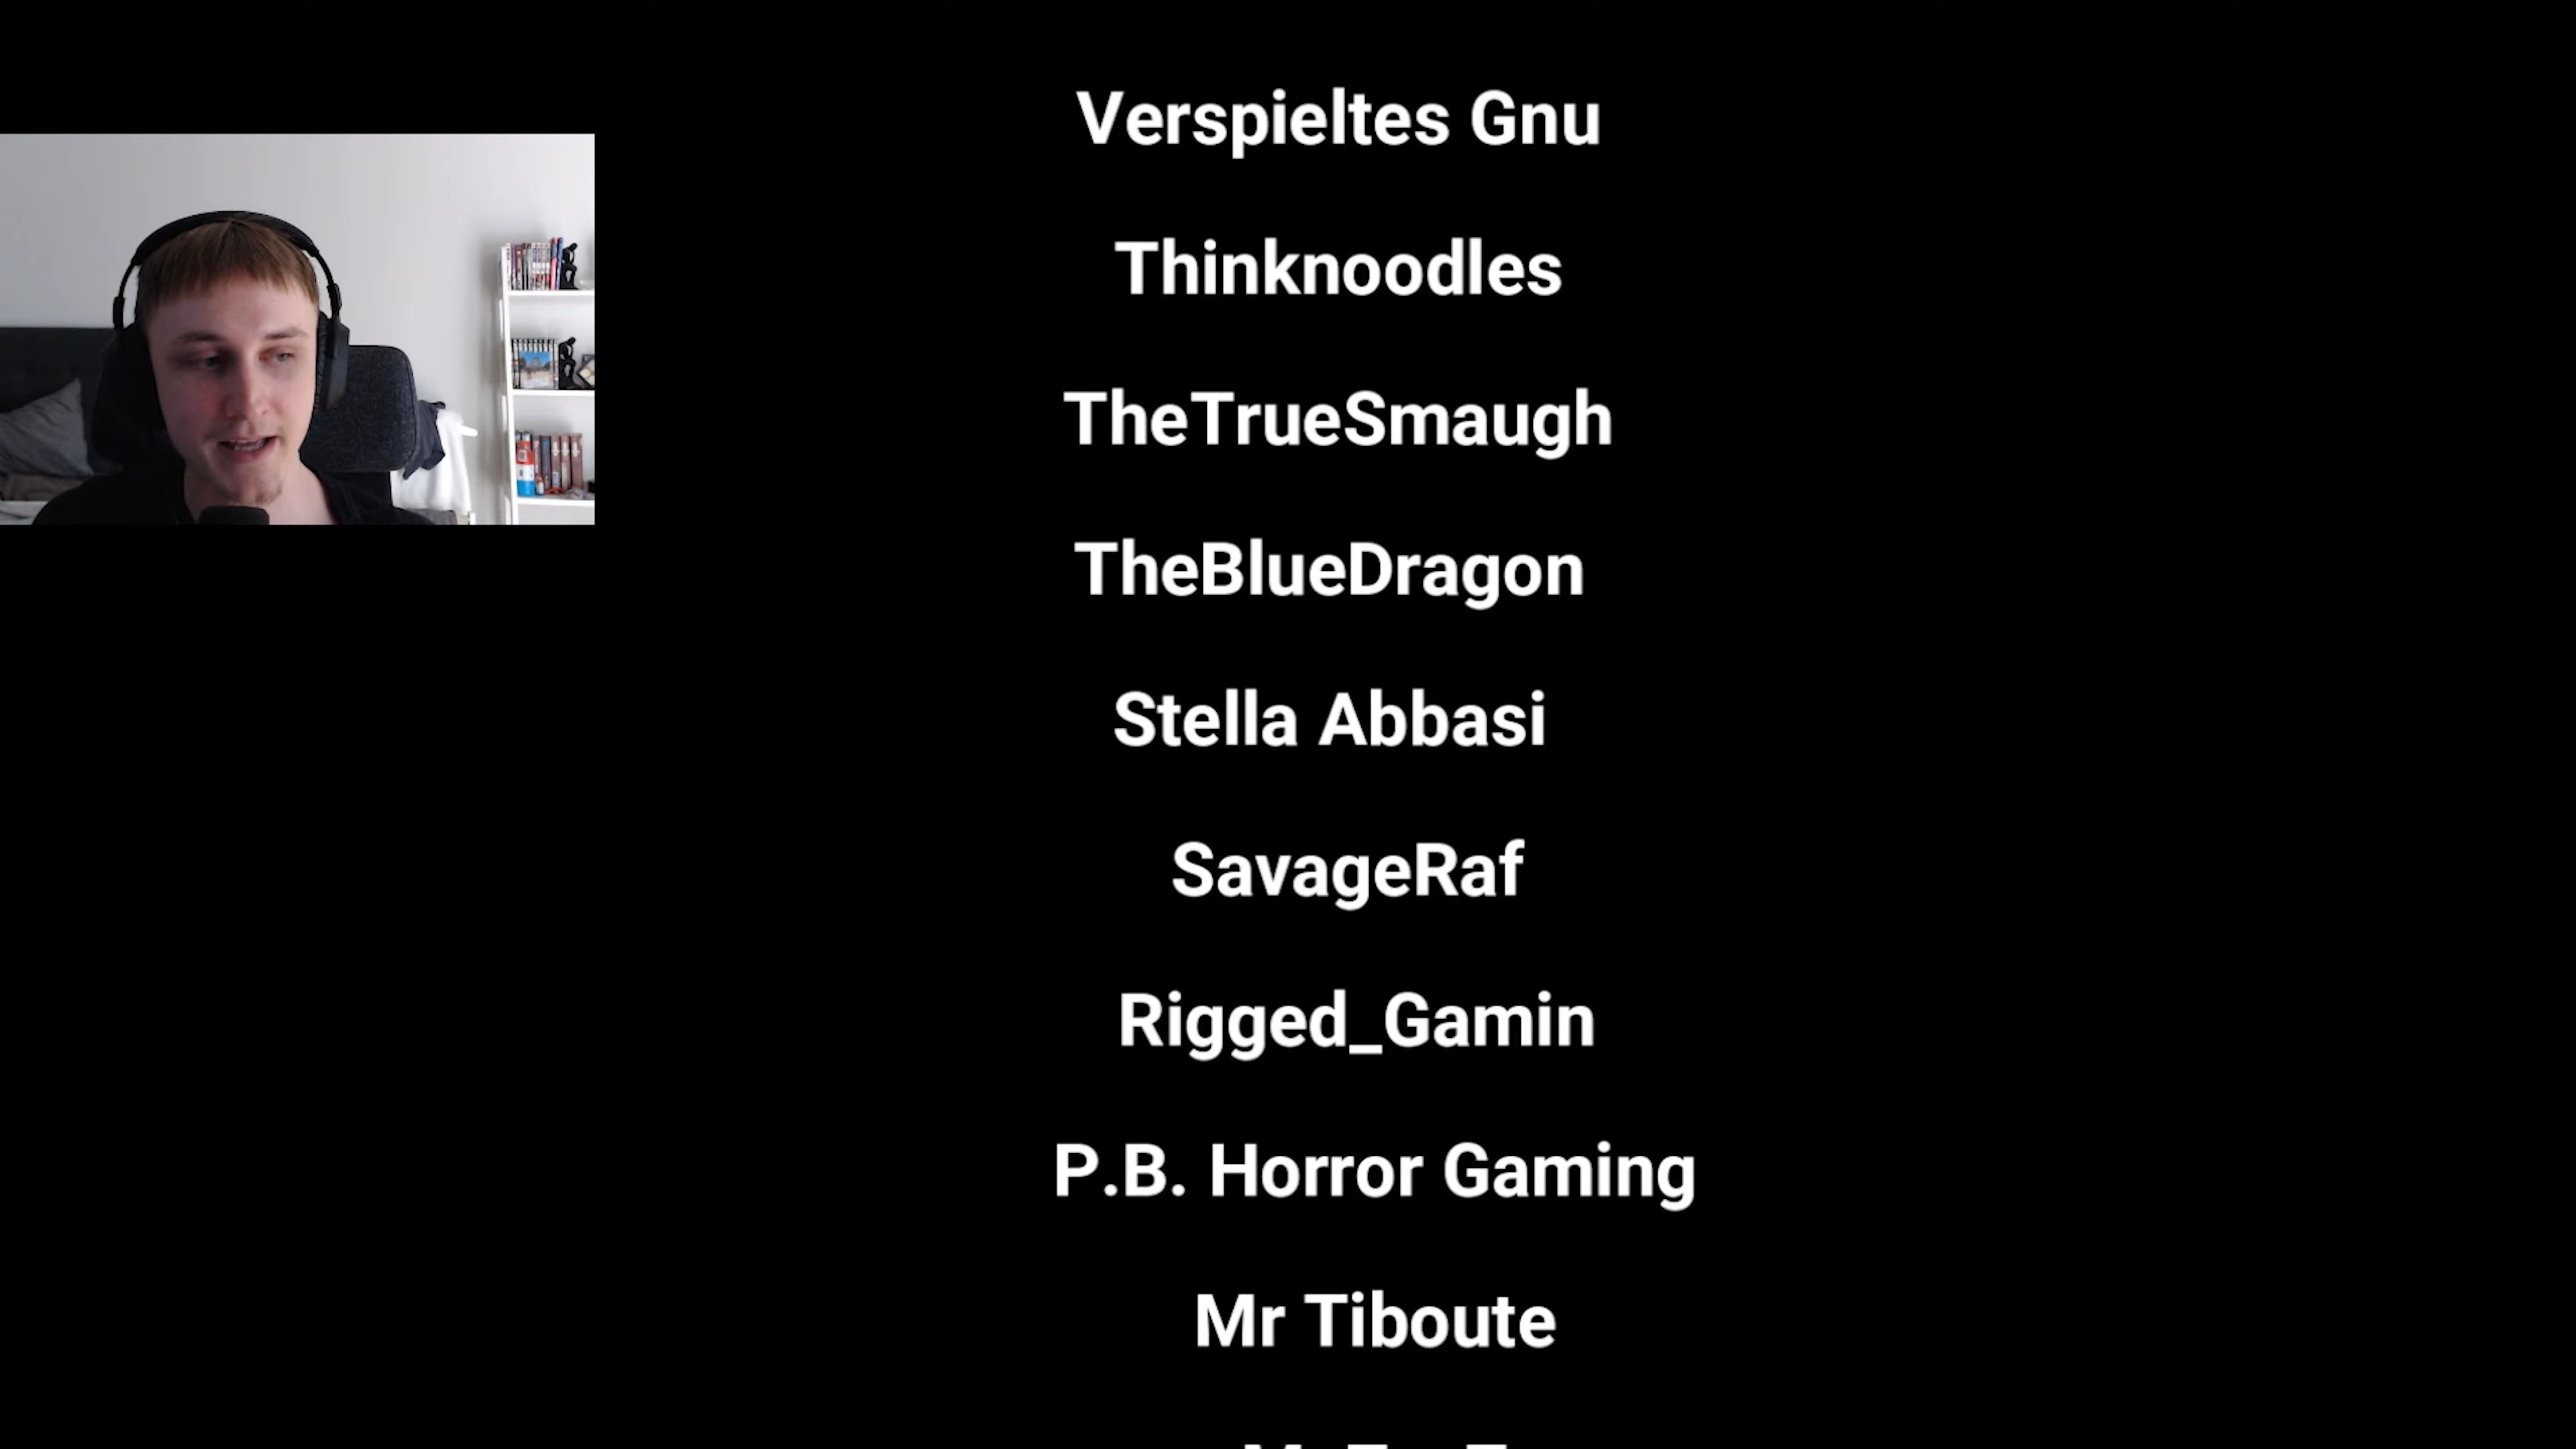 Verspieltes Gnu
Thinknoodles
TheTrueSmaugh
TheBlueDragon
Stella Abbasi
SavageRaf
Rigged_Gamin
P.B. Horror Gaming
Mr Tiboute